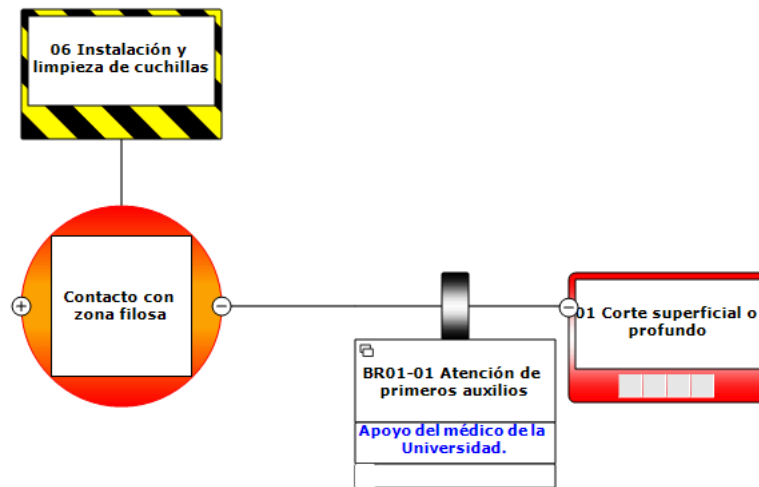 06 Instalación y
limpieza de cuchillas
Contacto con
zona filosa
BR01-01 Atención de
primeros auxilios
Apoyo del médico de la
Universidad.
01 Corte superficial o
profundo